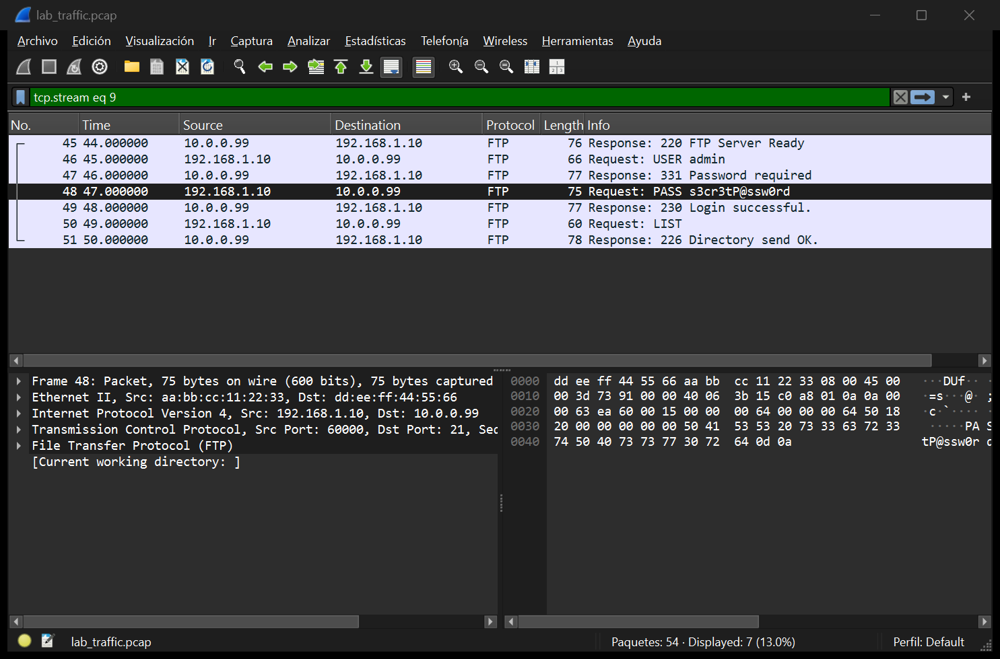 lab_traffic.pcap
Archivo Edición Visualización Ir Captura Analizar Estadísticas Telefonía Wireless Herramientas Ayuda
tcp.stream eq 9
No. Time Source Destination Protocol Length Info
45 44.000000 10.0.0.99 192.168.1.10 FTP 76 Response: 220 FTP Server Ready
46 45.000000 192.168.1.10 10.0.0.99 FTP 66 Request: USER admin
47 46.000000 10.0.0.99 192.168.1.10 FTP 77 Response: 331 Password required
48 47.000000 192.168.1.10 10.0.0.99 FTP 75 Request: PASS s3cr3tP@ssw0rd
49 48.000000 10.0.0.99 192.168.1.10 FTP 77 Response: 230 Login successful.
50 49.000000 192.168.1.10 10.0.0.99 FTP 60 Request: LIST
51 50.000000 10.0.0.99 192.168.1.10 FTP 78 Response: 226 Directory send OK.
Frame 48: Packet, 75 bytes on wire (600 bits), 75 bytes captured
Ethernet II, Src: aa:bb:cc:11:22:33, Dst: dd:ee:ff:44:55:66
Internet Protocol Version 4, Src: 192.168.1.10, Dst: 10.0.0.99
Transmission Control Protocol, Src Port: 60000, Dst Port: 21, Sec
File Transfer Protocol (FTP)
[Current working directory: ]
0000 dd ee ff 44 55 66 aa bb cc 11 22 33 08 00 45 00 ···DUf··
0010 00 3d 73 91 00 00 40 06 3b 15 c0 a8 01 0a 0a 00 ·=s···@· ;
0020 00 63 ea 60 00 15 00 00 00 64 00 00 00 64 50 18 ·c·`····
0030 20 00 00 00 00 00 50 41 53 53 20 73 33 63 72 33 ·····PA S
0040 74 50 40 73 73 77 30 72 64 0d 0a tP@ssw0r d
lab_traffic.pcap
Paquetes: 54 · Displayed: 7 (13.0%)
Perfil: Default